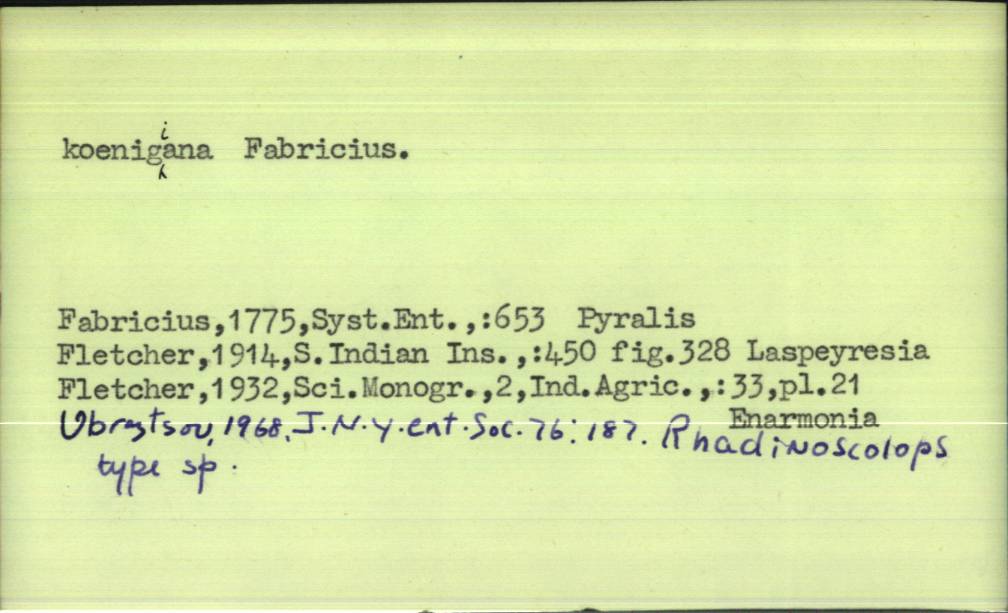 koenigiana Fabricius.
Fabricius,1775,Syst.Ent.,:653 Pyralis
Fletcher,1914,S.Indian Ins.,:450 fig.328 Laspeyresia
Fletcher,1932,Sci.Monogr.,2,Ind.Agric.,:33,pl.21
Enarmonia
Obraztsov, 1968, J.N.Y.ent.Soc.76:187. Rhadinoscolops
type sp.